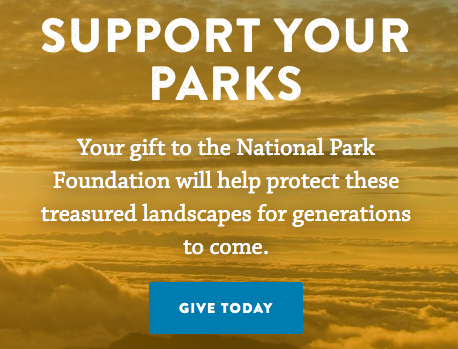 SUPPORT YOUR
PARKS
Your gift to the National Park
Foundation will help protect these
treasured landscapes for generations
to come.
GIVE TODAY